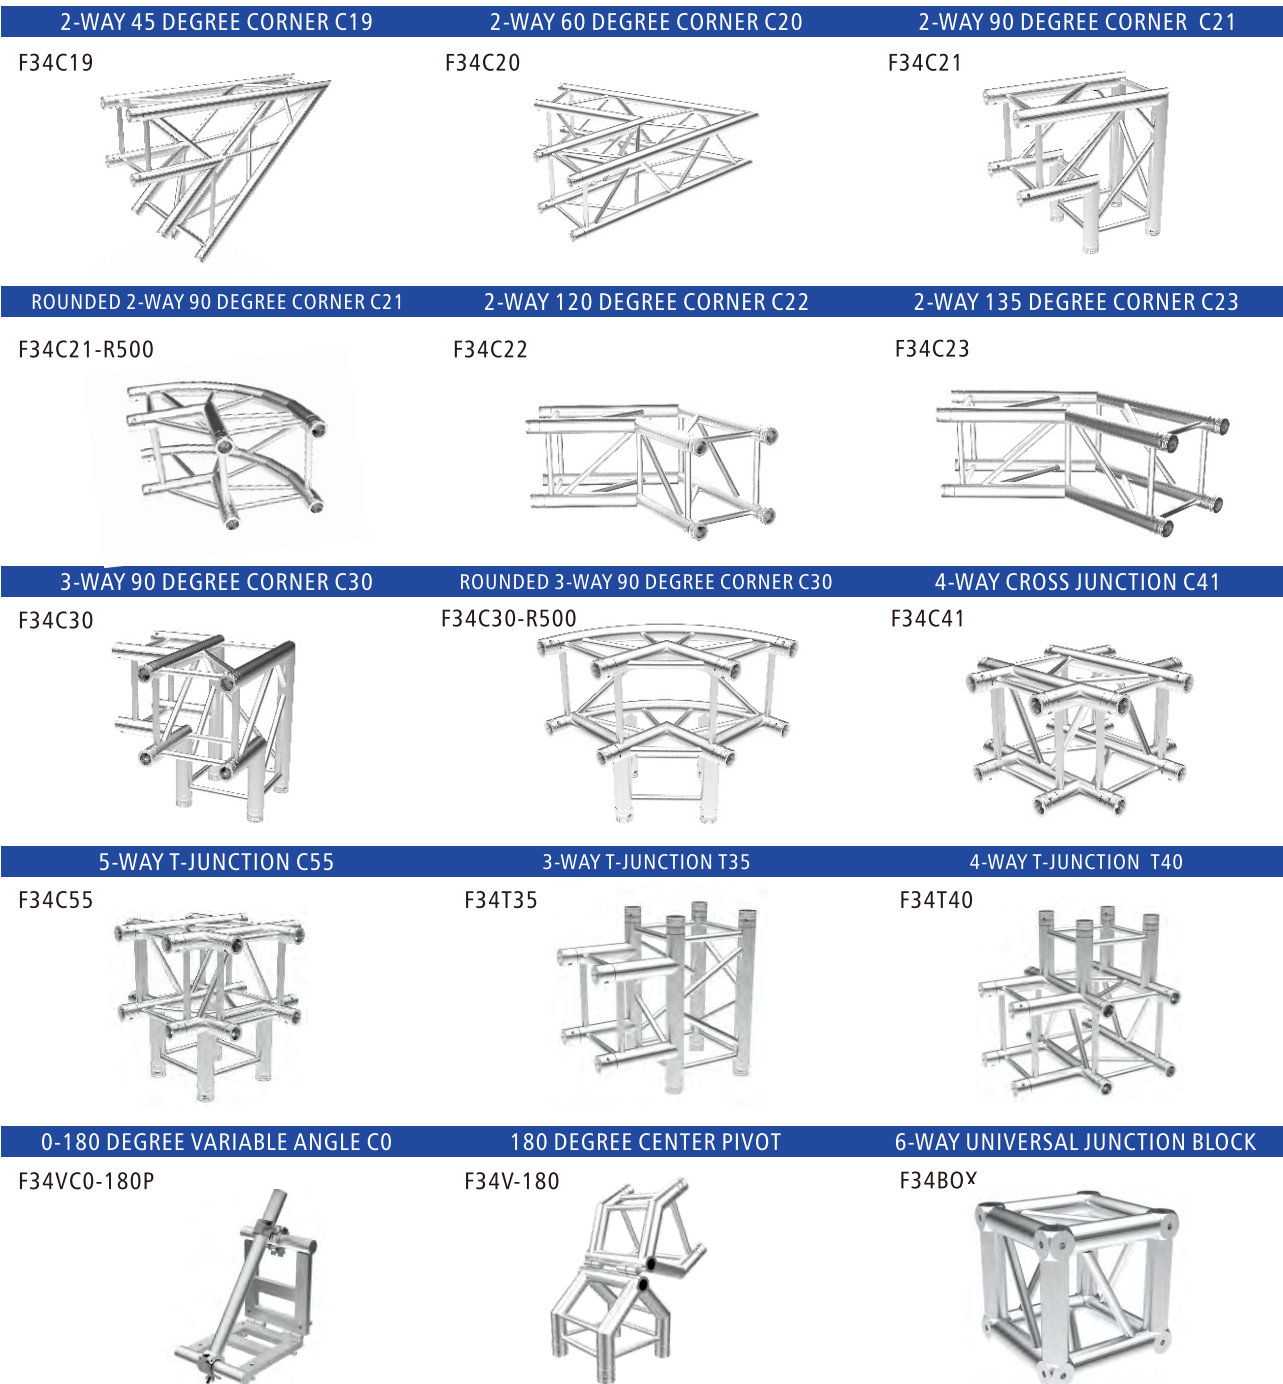 2-WAY 45 DEGREE CORNER C19
2-WAY 60 DEGREE CORNER C20
2-WAY 90 DEGREE CORNER C21
F34C19
F34C20
F34C21
ROUNDED 2-WAY 90 DEGREE CORNER C21
2-WAY 120 DEGREE CORNER C22
2-WAY 135 DEGREE CORNER C23
F34C21-R500
F34C22
F34C23
3-WAY 90 DEGREE CORNER C30
ROUNDED 3-WAY 90 DEGREE CORNER C30
4-WAY CROSS JUNCTION C41
F34C30
F34C30-R500
F34C41
5-WAY T-JUNCTION C55
3-WAY T-JUNCTION T35
4-WAY T-JUNCTION T40
F34C55
F34T35
F34T40
0-180 DEGREE VARIABLE ANGLE C0
180 DEGREE CENTER PIVOT
6-WAY UNIVERSAL JUNCTION BLOCK
F34VC0-180P
F34V-180
F34BOX